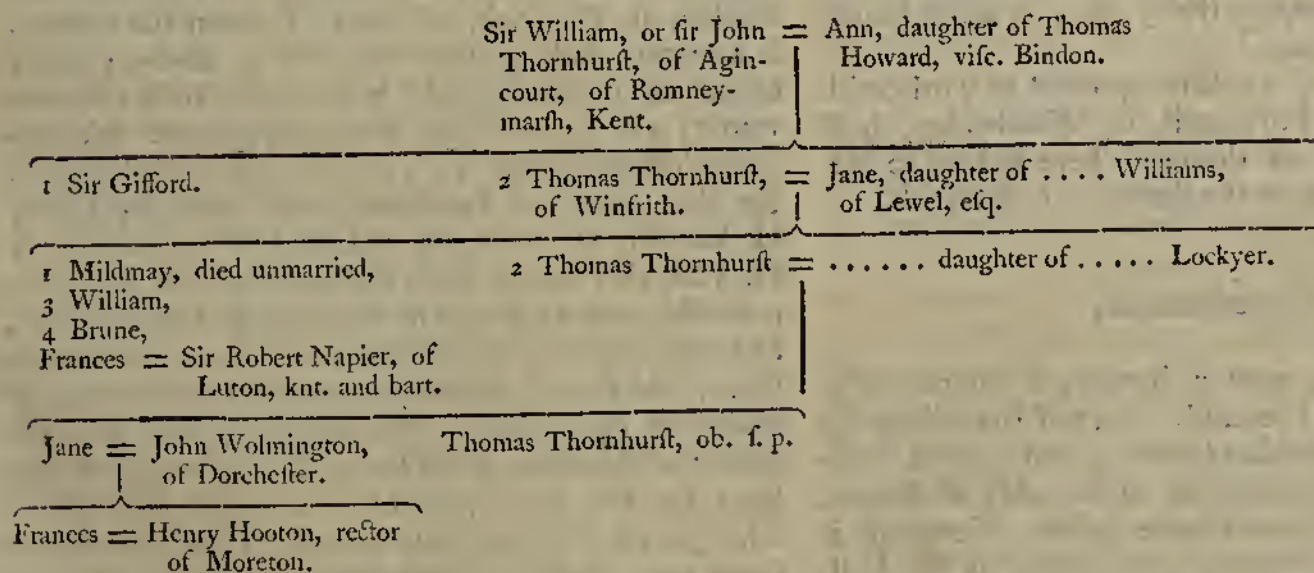 Sir William, or ſir John = Ann, daughter of Thomas
Thornhurſt, of Agin- Howard, viſc. Bindon.
court, of Romney-
marſh, Kent.
1 Sir Gifford. 2 Thomas Thornhurſt, = Jane, daughter of .... Williams,
of Winfrith. of Lewel, eſq.
1 Mildmay, died unmarried, 2 Thomas Thornhurſt = ...... daughter of ..... Lockyer.
3 William,
4 Brune,
Frances = Sir Robert Napier, of
Luton, knt. and bart.
Jane = John Wolmington, Thomas Thornhurſt, ob. ſ. p.
of Dorcheſter.
Frances = Henry Hooton, rector
of Moreton.